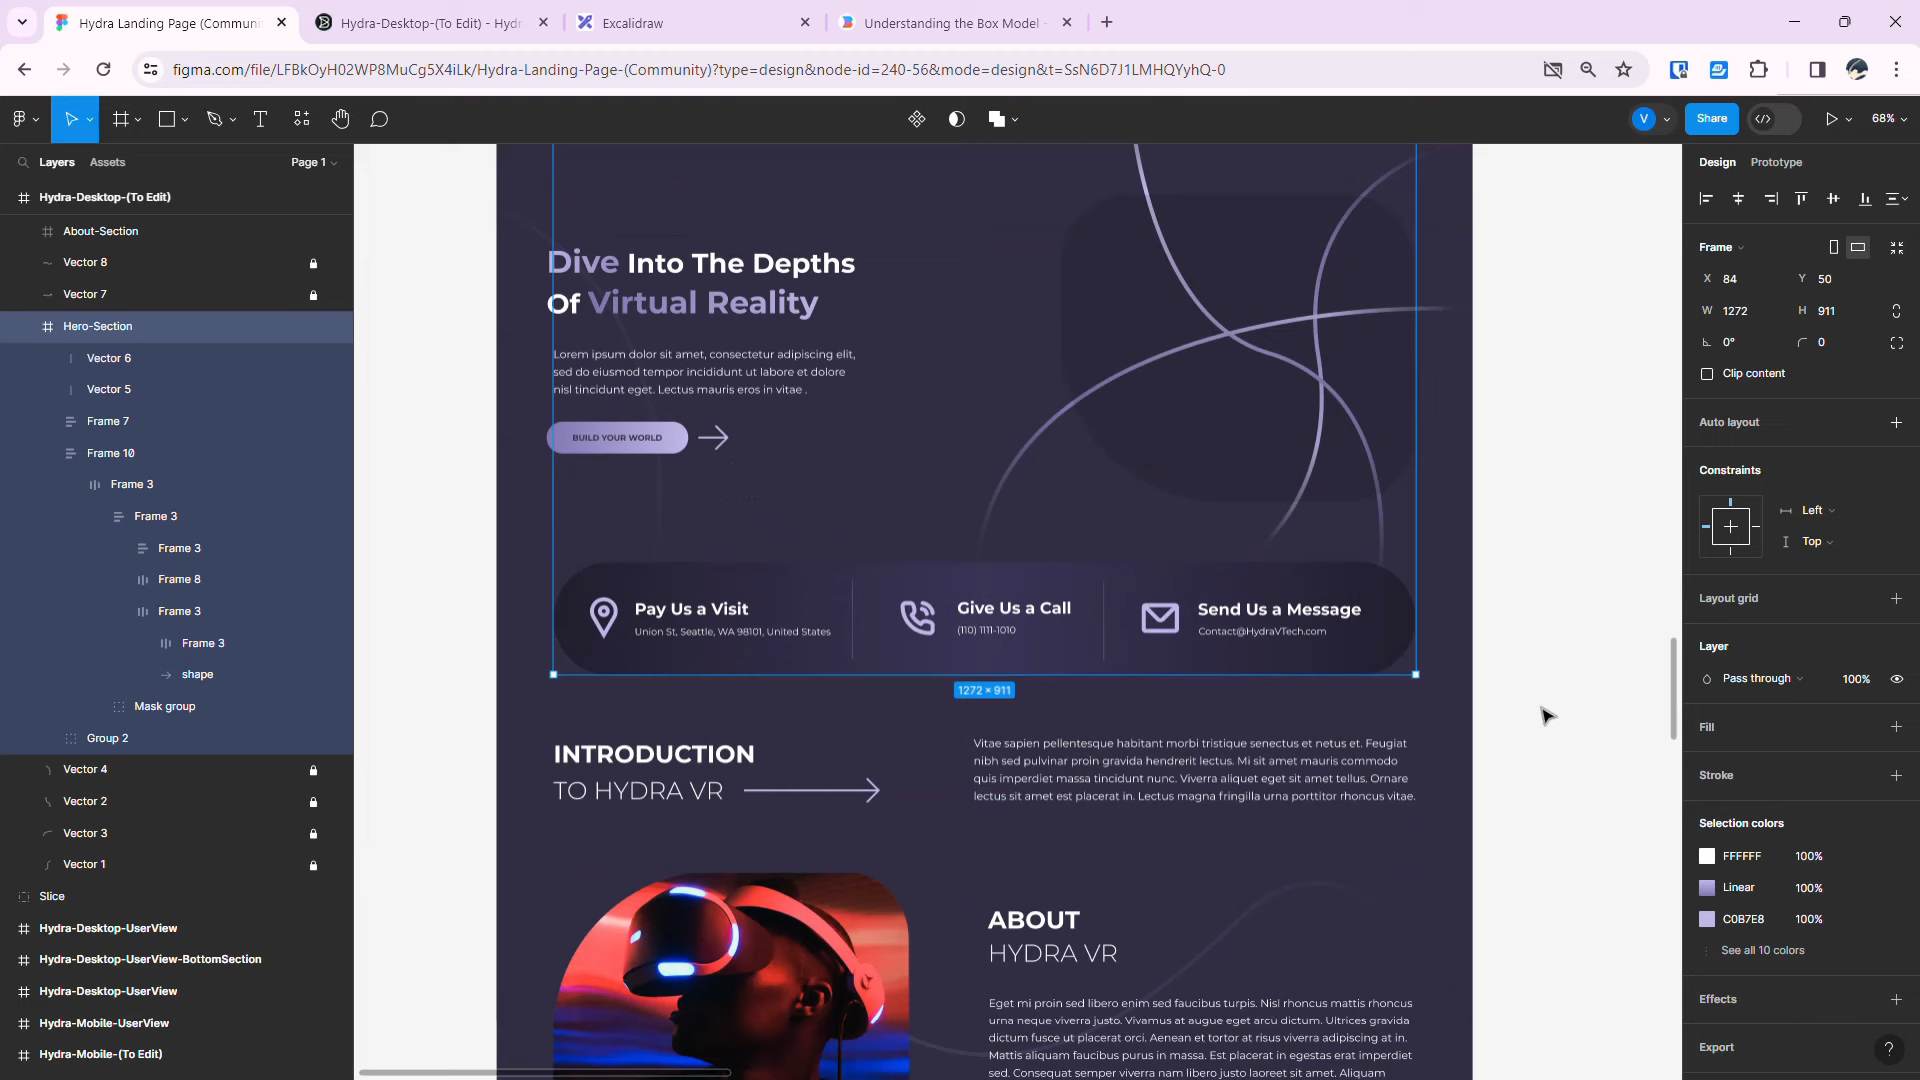 Hydra Landing Page (Communi
Hydra-Desktop-(To Edit) - Hydr
Excalidraw
Understanding the Box Model -
figma.com/file/LFBkOyH02WP8MuCg5X4iLk/Hydra-Landing-Page-(Community)?type=design&node-id=240-56&mode=design&t=SsN6D7J1LMHQYyhQ-0
V
Share
68%
Layers
Assets
Page 1
Hydra-Desktop-(To Edit)
About-Section
Vector 8
Vector 7
Hero-Section
Vector 6
Vector 5
Frame 7
Frame 10
Frame 3
Frame 3
Frame 3
Frame 8
Frame 3
Frame 3
shape
Mask group
Group 2
Vector 4
Vector 2
Vector 3
Vector 1
Slice
Hydra-Desktop-UserView
Hydra-Desktop-UserView-BottomSection
Hydra-Desktop-UserView
Hydra-Mobile-UserView
Hydra-Mobile-(To Edit)
Dive Into The Depths
Of Virtual Reality
Lorem ipsum dolor sit amet, consectetur adipiscing elit,
sed do eiusmod tempor incididunt ut labore et dolore
nisl tincidunt eget. Lectus mauris eros in vitae .
BUILD YOUR WORLD
Pay Us a Visit
Union St, Seattle, WA 98101, United States
Give Us a Call
(110) 1111-1010
Send Us a Message
Contact@HydraVTech.com
1272 × 911
INTRODUCTION
TO HYDRA VR
Vitae sapien pellentesque habitant morbi tristique senectus et netus et. Feugiat
nibh sed pulvinar proin gravida hendrerit lectus. Mi sit amet mauris commodo
quis imperdiet massa tincidunt nunc. Viverra aliquet eget sit amet tellus. Ornare
lectus sit amet est placerat in. Lectus magna fringilla urna porttitor rhoncus vitae.
ABOUT
HYDRA VR
Eget mi proin sed libero enim sed faucibus turpis. Nisl rhoncus mattis rhoncus
urna neque viverra justo. Vivamus at augue eget arcu dictum. Ultrices gravida
dictum fusce ut placerat orci. Aenean et tortor at risus viverra adipiscing at in.
Mattis aliquam faucibus purus in massa. Est placerat in egestas erat imperdiet
sed. Consequat semper viverra nam libero justo laoreet sit amet. Aliquam
Design
Prototype
Frame
X 84
Y 50
W 1272
H 911
0°
0
Clip content
Auto layout
Constraints
Left
Top
Layout grid
Layer
Pass through
100%
Fill
Stroke
Selection colors
FFFFFF 100%
Linear 100%
C0B7E8 100%
See all 10 colors
Effects
Export
?